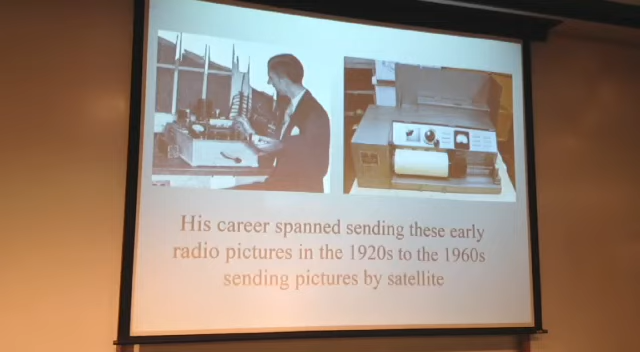 His career spanned sending these early
radio pictures in the 1920s to the 1960s
sending pictures by satellite